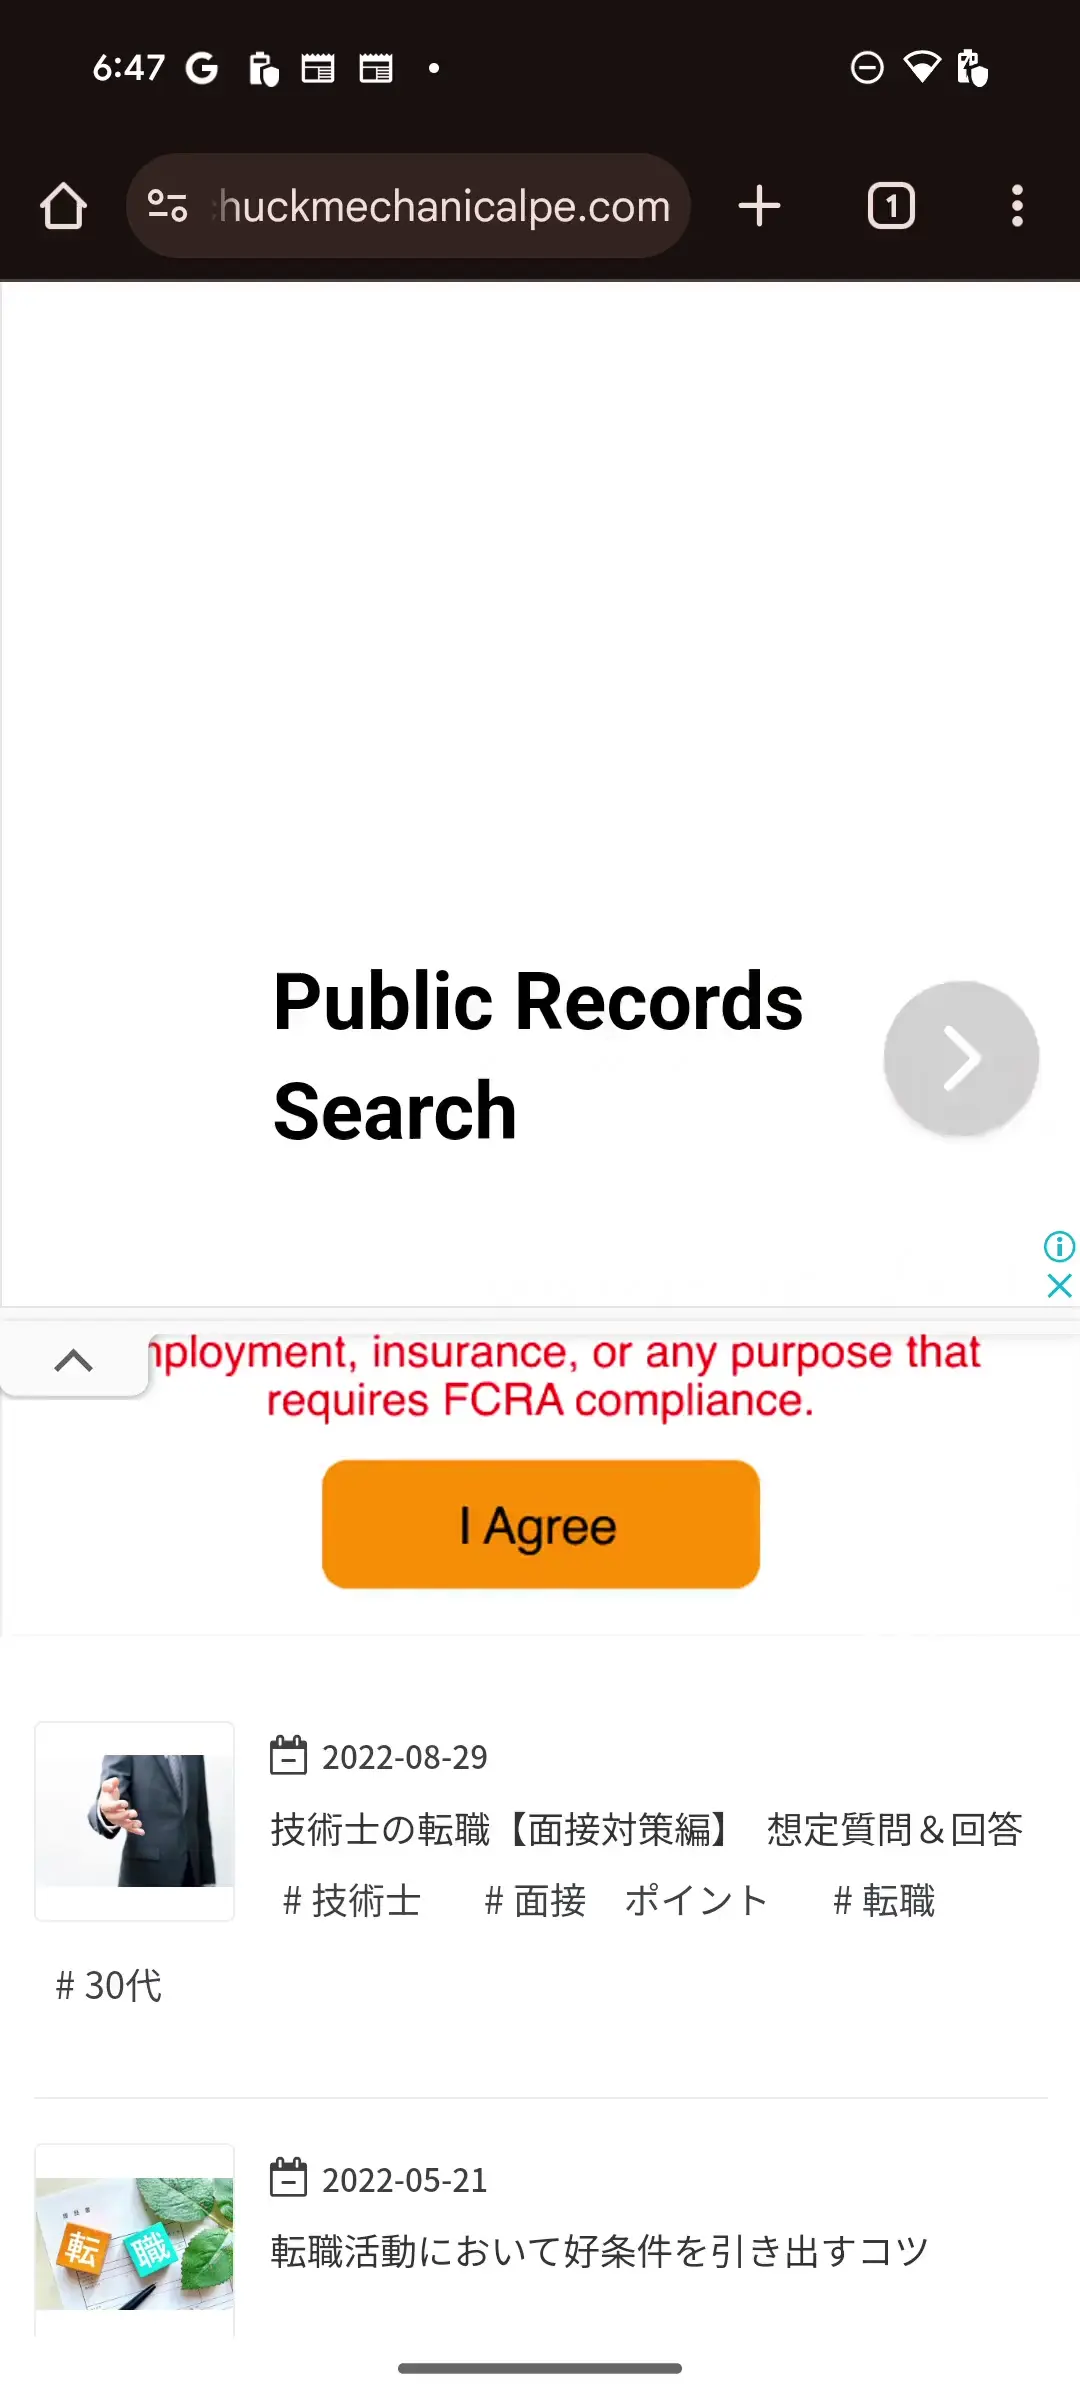 6:47
huckmechanicalpe.com
1
Public Records
Search
nployment, insurance, or any purpose that
requires FCRA compliance.
I Agree
2022-08-29
技術士の転職【面接対策編】 想定質問＆回答
# 技術士 # 面接 ポイント # 転職
# 30代
2022-05-21
転職活動において好条件を引き出すコツ
転 職